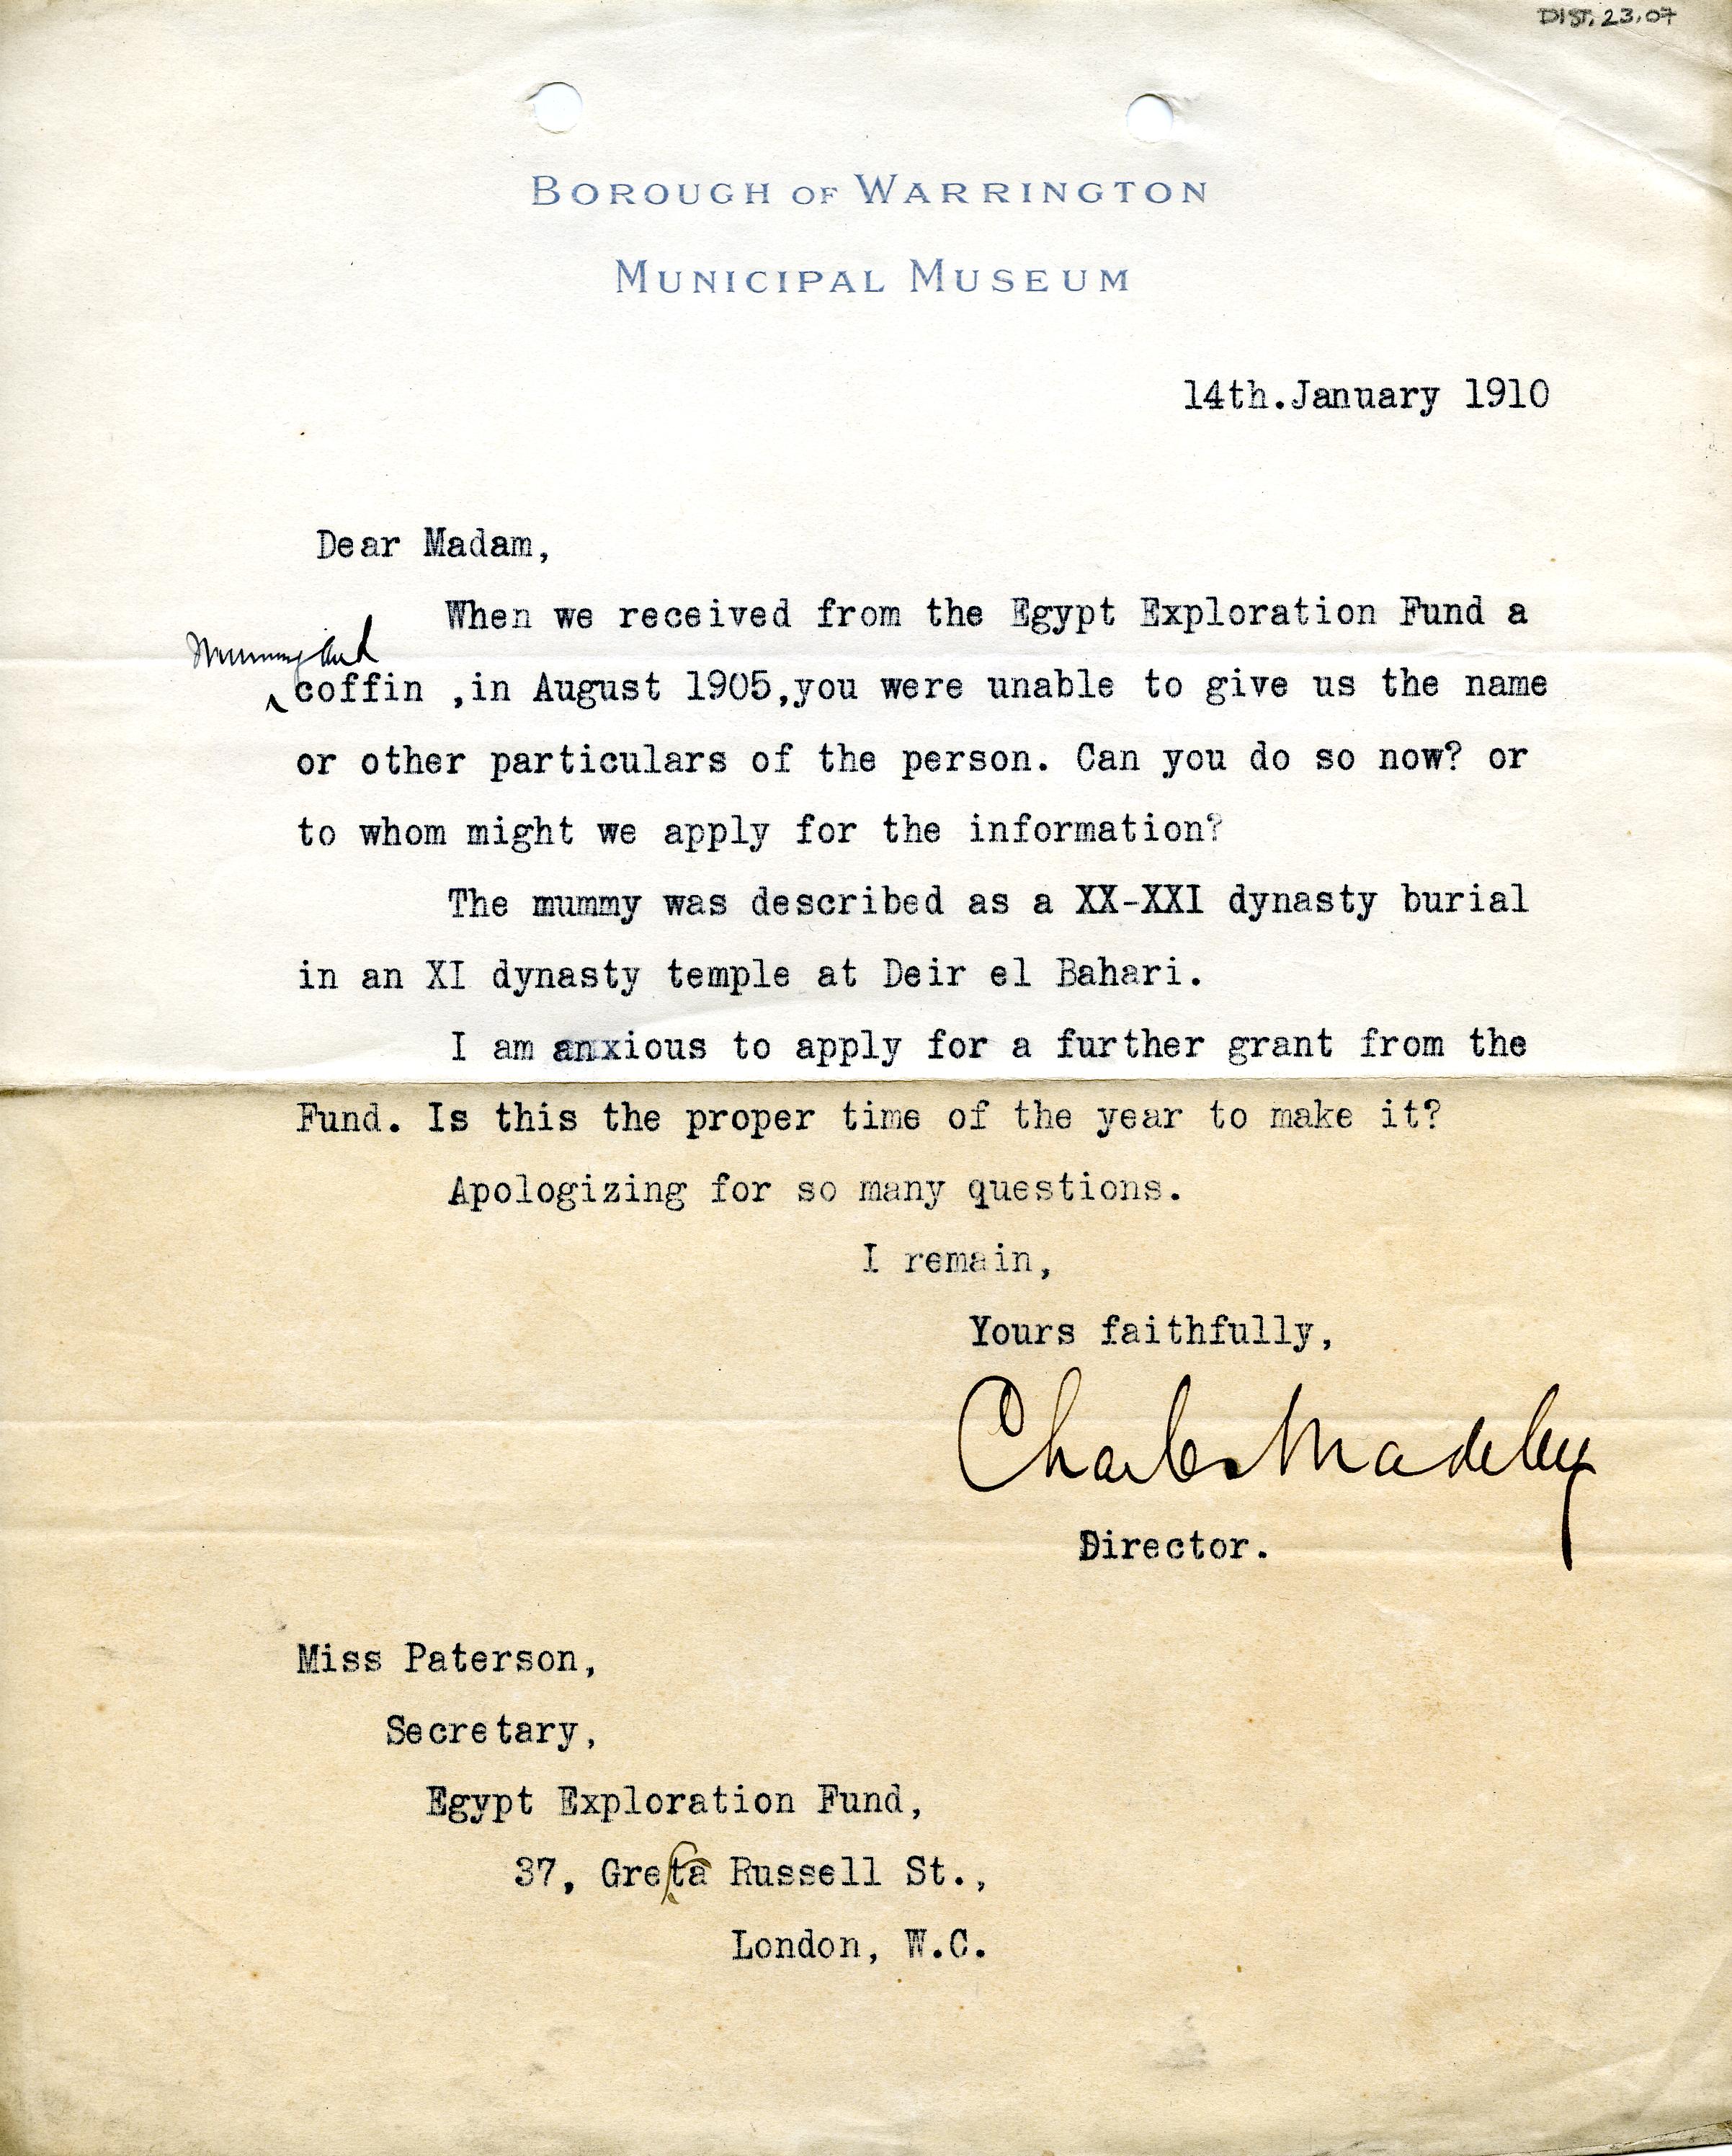 DIST.23.07
BOROUGH OF WARRINGTON
MUNICIPAL MUSEUM
14th.January 1910
Dear Madam,
When we received from the Egypt Exploration Fund a
Mummy and
coffin ,in August 1905,you were unable to give us the name
or other particulars of the person. Can you do so now? or
to whom might we apply for the information?
The mummy was described as a XX-XXI dynasty burial
in an XI dynasty temple at Deir el Bahari.
I am anxious to apply for a further grant from the
Fund. Is this the proper time of the year to make it?
Apologizing for so many questions.
I remain,
Yours faithfully,
Charles Madeley
Director.
Miss Paterson,
Secretary,
Egypt Exploration Fund,
37, Greta Russell St.,
London, W.C.